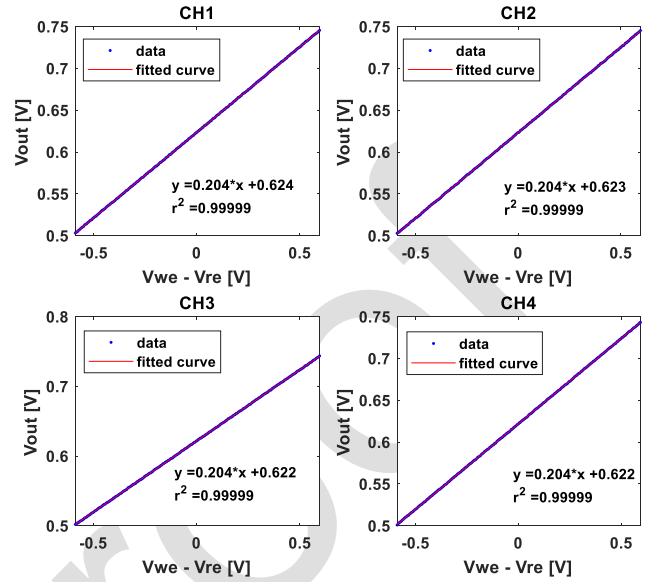 CH1
0.75
0.7
0.65
0.6
0.55
0.5
Vout [V]
data
fitted curve
y =0.204*x +0.624
r2 =0.99999
-0.5
0
0.5
Vwe - Vre [V]
CH2
0.75
0.7
0.65
0.6
0.55
0.5
Vout [V]
data
fitted curve
y =0.204*x +0.623
r2 =0.99999
-0.5
0
0.5
Vwe - Vre [V]
CH3
0.8
0.7
0.6
0.5
Vout [V]
data
fitted curve
y =0.204*x +0.622
r2 =0.99999
-0.5
0
0.5
Vwe - Vre [V]
CH4
0.75
0.7
0.65
0.6
0.55
0.5
Vout [V]
data
fitted curve
y =0.204*x +0.622
r2 =0.99999
-0.5
0
0.5
Vwe - Vre [V]